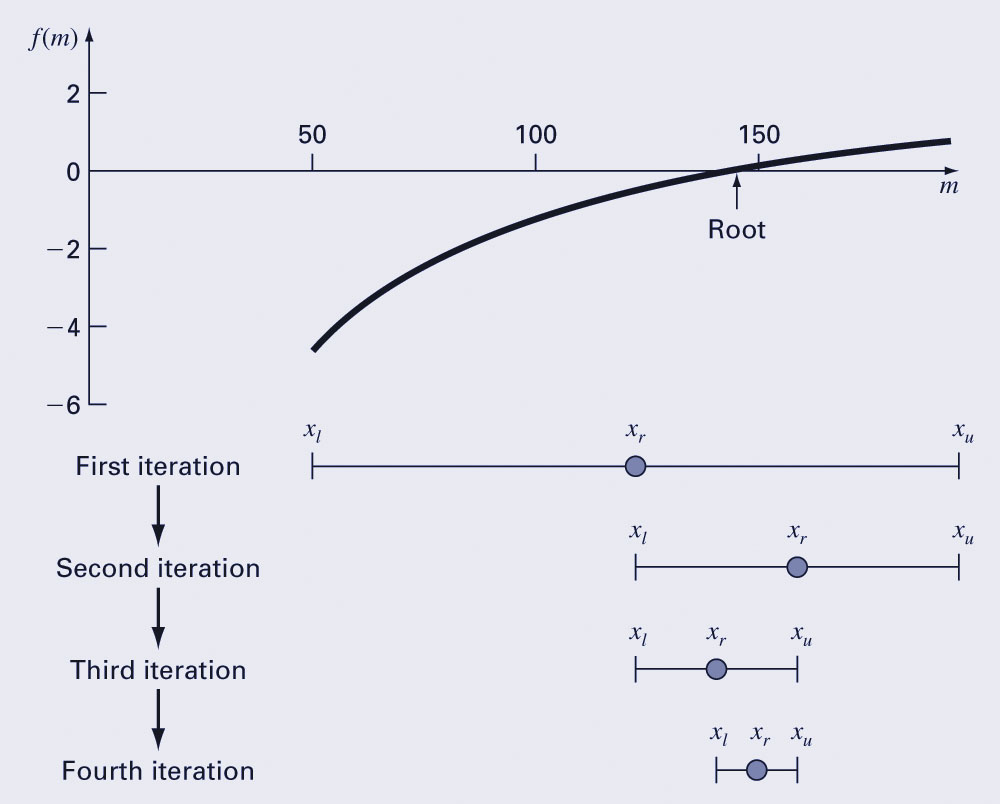 f(m)
2
50 100 150
0
m
Root
−2
−4
−6
x_l x_r x_u
First iteration
x_l x_r x_u
Second iteration
x_l x_r x_u
Third iteration
x_l x_r x_u
Fourth iteration